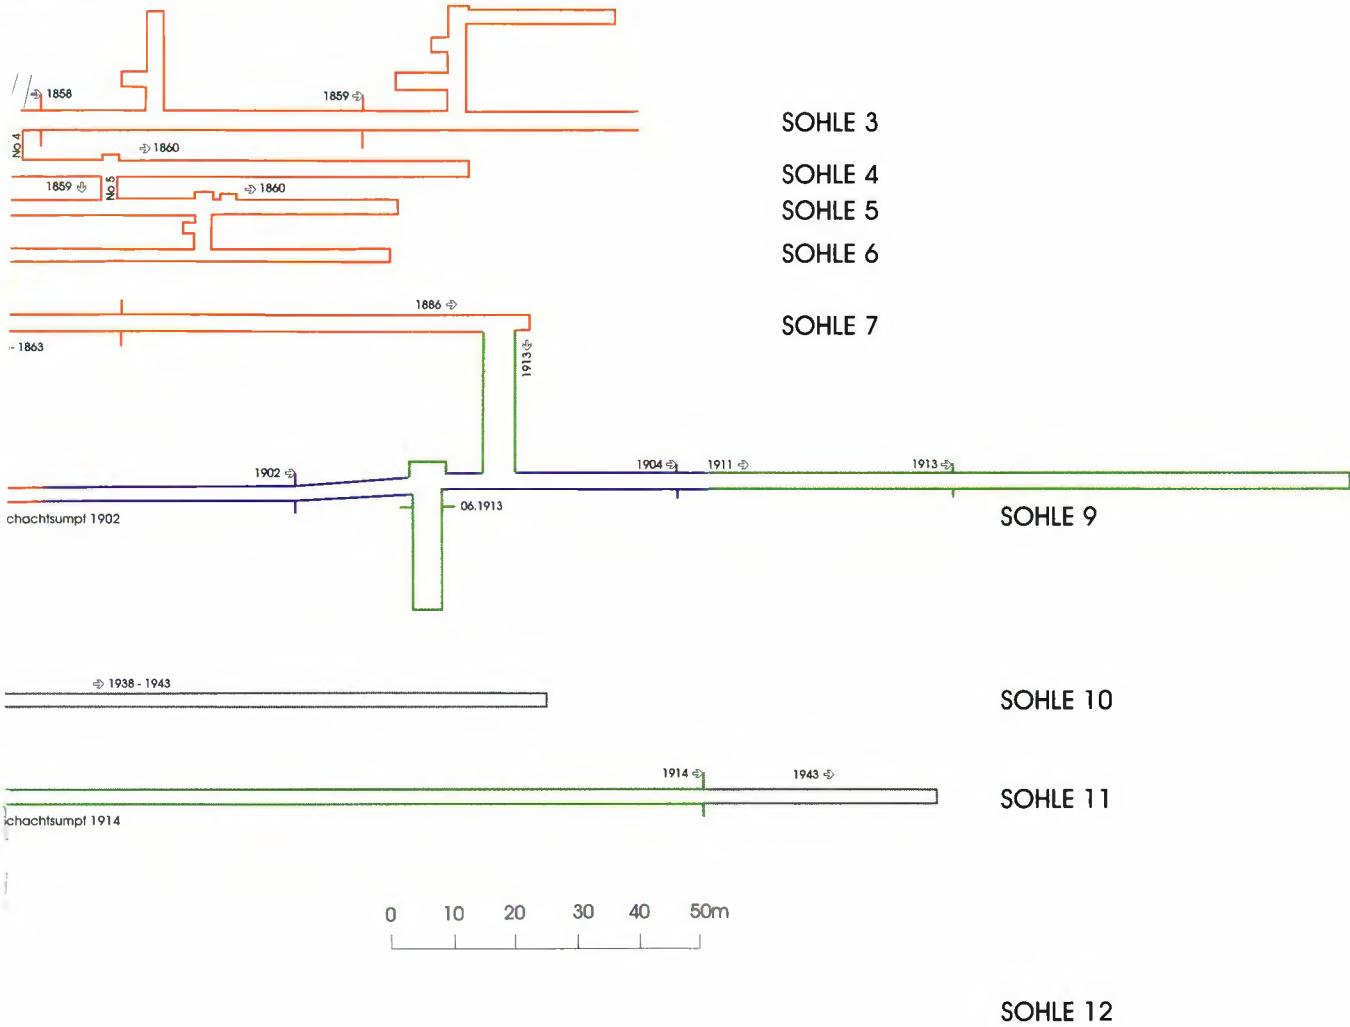 1858
1859
SOHLE 3
No 4
1860
SOHLE 4
1859
No 5
1860
SOHLE 5
SOHLE 6
1886
SOHLE 7
- 1863
1913
1902
1904
1911
1913
06.1913
chachtsumpf 1902
SOHLE 9
1938 - 1943
SOHLE 10
1914
1943
SOHLE 11
chachtsumpf 1914
0 10 20 30 40 50m
SOHLE 12